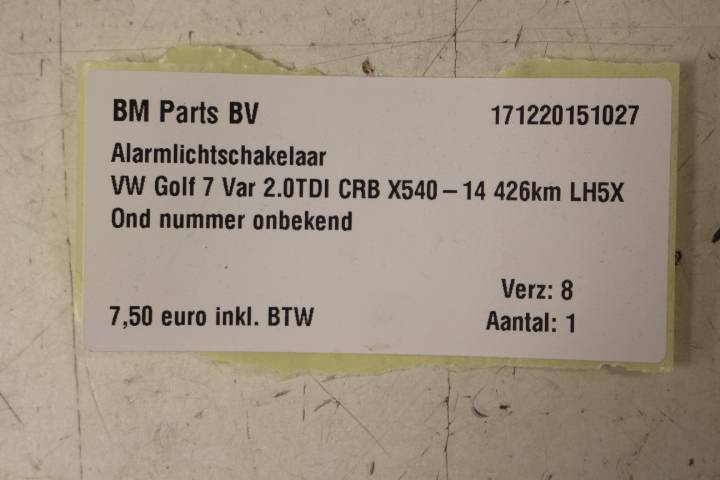 BM Parts BV 171220151027
Alarmlichtschakelaar
VW Golf 7 Var 2.0TDI CRB X540 – 14 426km LH5X
Ond nummer onbekend
Verz: 8
7,50 euro inkl. BTW Aantal: 1